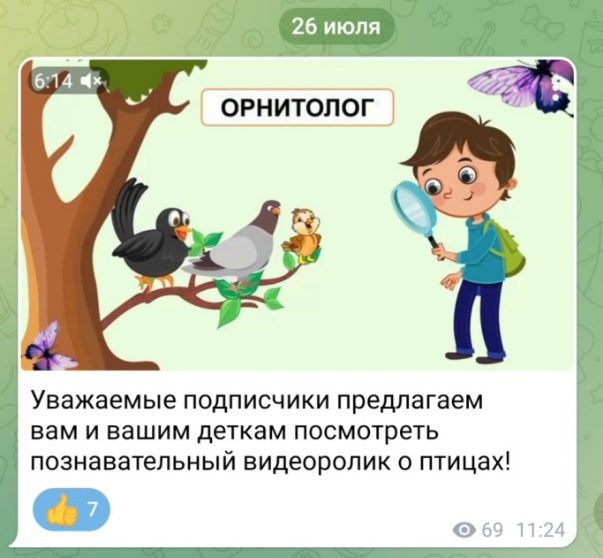 26 июля
6:14
ОРНИТОЛОГ
Уважаемые подписчики предлагаем
вам и вашим деткам посмотреть
познавательный видеоролик о птицах!
👍 7
69 11:24